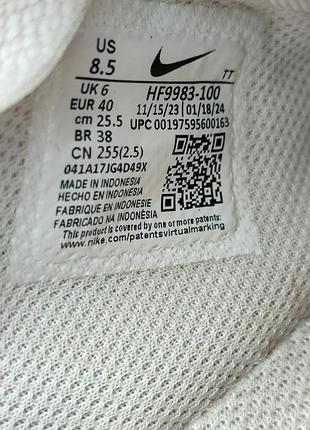 US
8.5
TT
UK 6
EUR 40
cm 25.5
BR 38
CN 255(2.5)
HF9983-100
11/15/23 01/18/24
UPC 00197595600163
041A17JG4D49X
MADE IN INDONESIA
HECHO EN INDONESIA
FABRIQUE EN INDONESIE
FABRICADO NA INDONÉSIA
This product is covered by one or more patents:
www.nike.com/patentsvirtualmarking